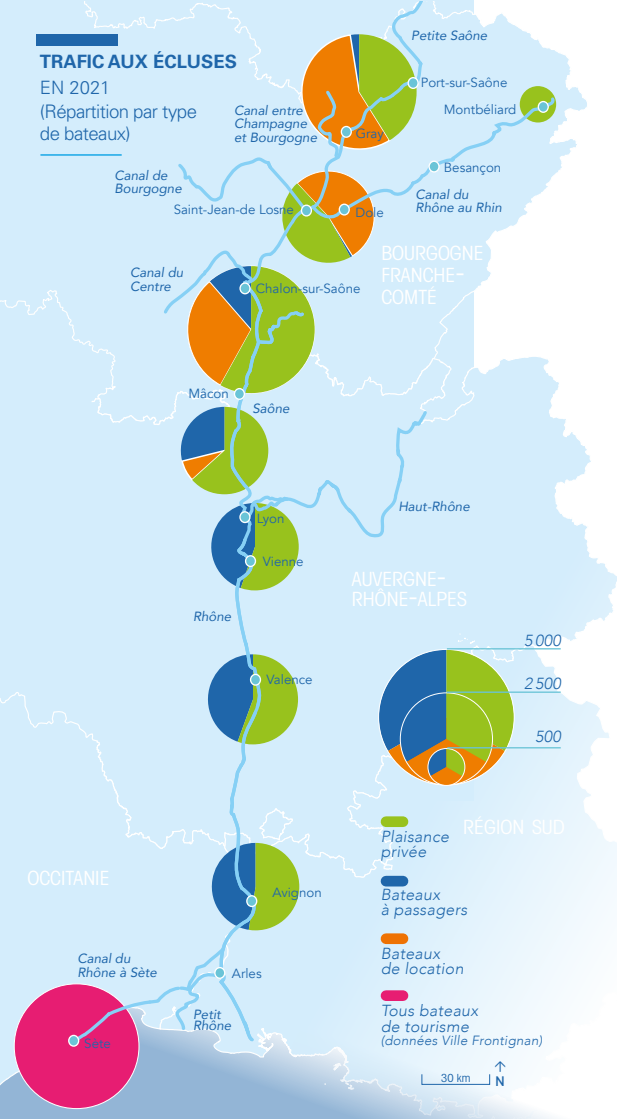 TRAFIC AUX ÉCLUSES
EN 2021
(Répartition par type
de bateaux)
Petite Saône
Port-sur-Saône
Montbéliard
Canal entre
Champagne
et Bourgogne
Gray
Besançon
Canal de
Bourgogne
Canal du
Rhône au Rhin
Saint-Jean de Losne
Dole
BOURGOGNE
FRANCHE-
COMTÉ
Canal du
Centre
Chalon-sur-Saône
Mâcon
Saône
Haut-Rhône
Lyon
Vienne
AUVERGNE-
RHÔNE-ALPES
Rhône
Valence
5 000
2 500
500
Plaisance
privée
RÉGION SUD
OCCITANIE
Bateaux
à passagers
Avignon
Bateaux
de location
Canal du
Rhône à Sète
Arles
Tous bateaux
de tourisme
(données Ville Frontignan)
Petit
Rhône
Sète
30 km
N